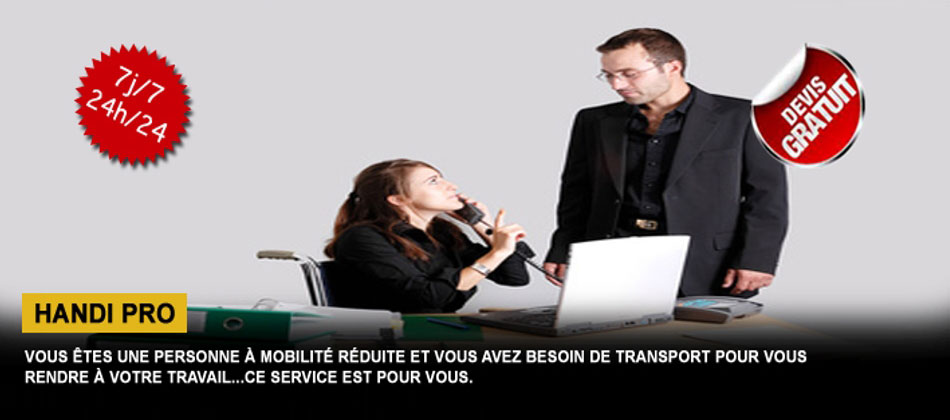 7j/7
24h/24
DEVIS
GRATUIT
HANDI PRO
VOUS ÊTES UNE PERSONNE À MOBILITÉ RÉDUITE ET VOUS AVEZ BESOIN DE TRANSPORT POUR VOUS
RENDRE À VOTRE TRAVAIL...CE SERVICE EST POUR VOUS.